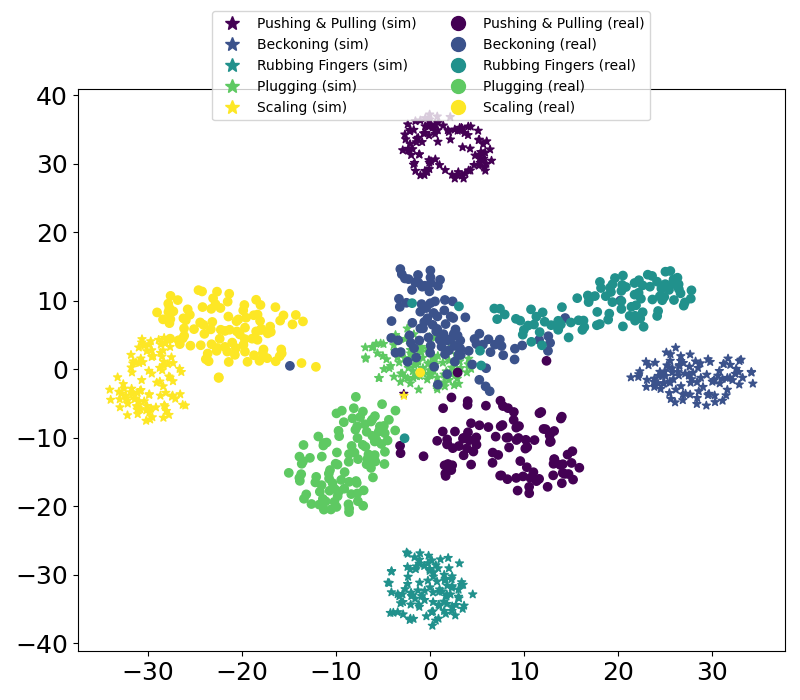 Pushing & Pulling (sim) Pushing & Pulling (real)
Beckoning (sim) Beckoning (real)
Rubbing Fingers (sim) Rubbing Fingers (real)
Plugging (sim) Plugging (real)
Scaling (sim) Scaling (real)
40
30
20
10
0
−10
−20
−30
−40
−30 −20 −10 0 10 20 30